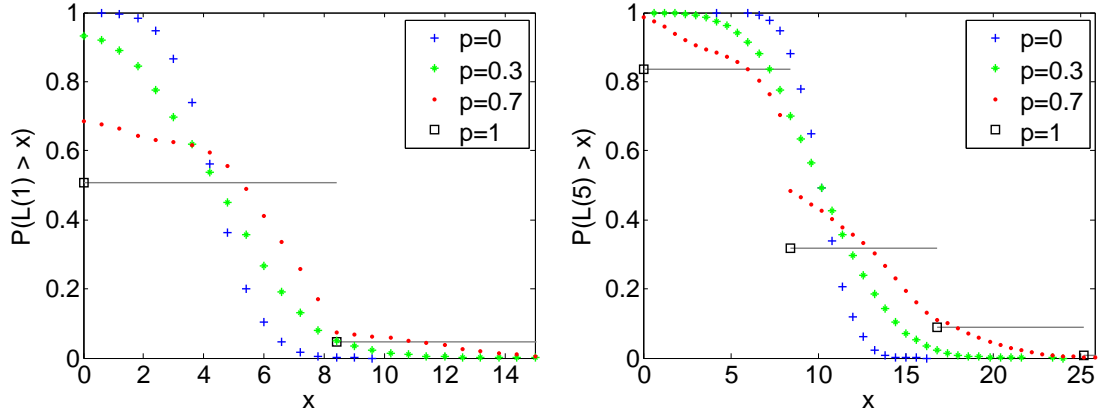 P(L(1) > x)
1
0.8
0.6
0.4
0.2
0
0 2 4 6 8 10 12 14
x
p=0
p=0.3
p=0.7
p=1
P(L(5) > x)
1
0.8
0.6
0.4
0.2
0
0 5 10 15 20 25
x
p=0
p=0.3
p=0.7
p=1